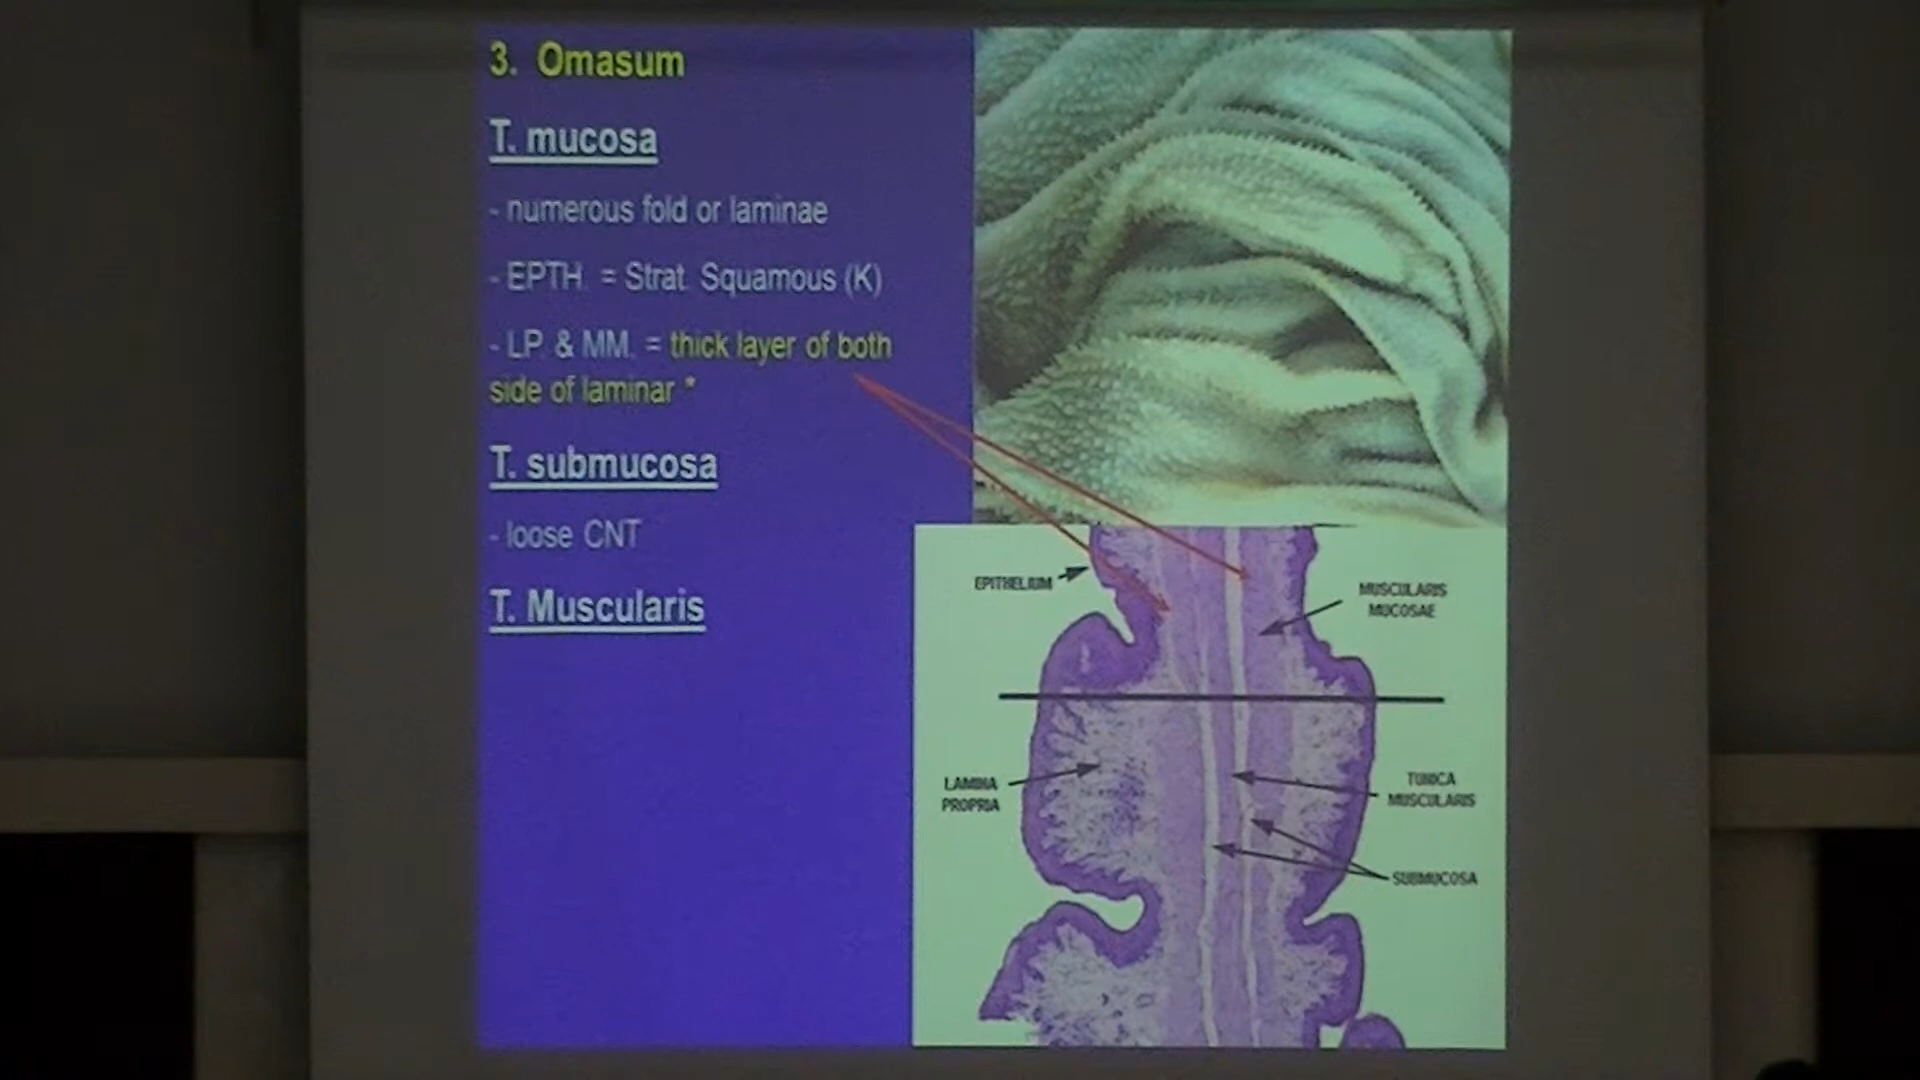 3. Omasum
T. mucosa
- numerous fold or laminae
- EPTH. = Strat. Squamous (K)
- LP & MM. = thick layer of both
side of laminar *
T. submucosa
- loose CNT
T. Muscularis
EPITHELIUM
MUSCULARIS
MUCOSAE
LAMINA
PROPRIA
TUNICA
MUSCULARIS
SUBMUCOSA